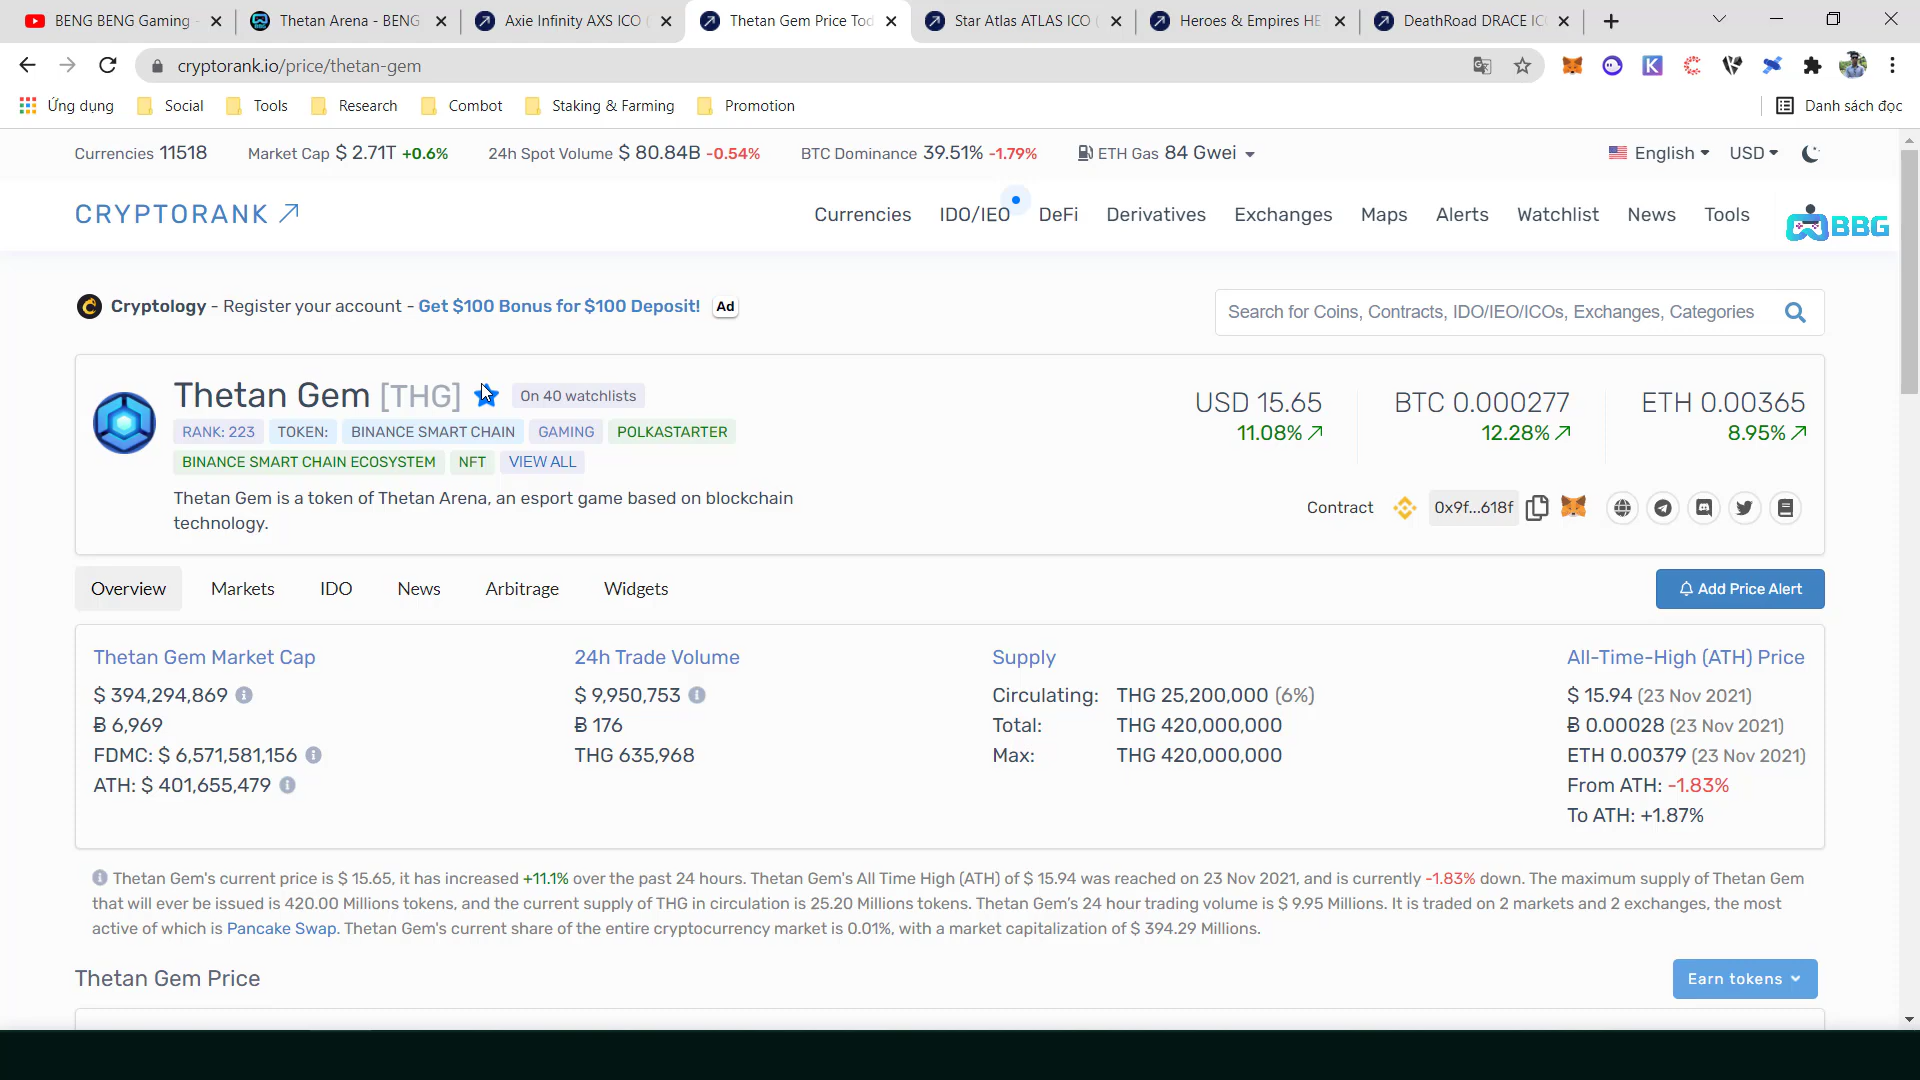 BENG BENG Gaming -
Thetan Arena - BENG
Axie Infinity AXS ICO (
Thetan Gem Price Tod
Star Atlas ATLAS ICO (
Heroes & Empires HE
DeathRoad DRACE IC
cryptorank.io/price/thetan-gem
Ứng dụng Social Tools Research Combot Staking & Farming Promotion Danh sách đọc
Currencies 11518 Market Cap $ 2.71T +0.6% 24h Spot Volume $ 80.84B -0.54% BTC Dominance 39.51% -1.79% ETH Gas 84 Gwei English USD
CRYPTORANK Currencies IDO/IEO DeFi Derivatives Exchanges Maps Alerts Watchlist News Tools
BBG
Cryptology - Register your account - Get $100 Bonus for $100 Deposit! Ad
Search for Coins, Contracts, IDO/IEO/ICOs, Exchanges, Categories
Thetan Gem [THG] On 40 watchlists
RANK: 223 TOKEN: BINANCE SMART CHAIN GAMING POLKASTARTER
BINANCE SMART CHAIN ECOSYSTEM NFT VIEW ALL
Thetan Gem is a token of Thetan Arena, an esport game based on blockchain
technology.
USD 15.65 BTC 0.000277 ETH 0.00365
11.08% 12.28% 8.95%
Contract 0x9f...618f
Overview Markets IDO News Arbitrage Widgets Add Price Alert
Thetan Gem Market Cap
$ 394,294,869
Ƀ 6,969
FDMC: $ 6,571,581,156
ATH: $ 401,655,479
24h Trade Volume
$ 9,950,753
Ƀ 176
THG 635,968
Supply
Circulating: THG 25,200,000 (6%)
Total: THG 420,000,000
Max: THG 420,000,000
All-Time-High (ATH) Price
$ 15.94 (23 Nov 2021)
Ƀ 0.00028 (23 Nov 2021)
ETH 0.00379 (23 Nov 2021)
From ATH: -1.83%
To ATH: +1.87%
Thetan Gem's current price is $ 15.65, it has increased +11.1% over the past 24 hours. Thetan Gem's All Time High (ATH) of $ 15.94 was reached on 23 Nov 2021, and is currently -1.83% down. The maximum supply of Thetan Gem
that will ever be issued is 420.00 Millions tokens, and the current supply of THG in circulation is 25.20 Millions tokens. Thetan Gem's 24 hour trading volume is $ 9.95 Millions. It is traded on 2 markets and 2 exchanges, the most
active of which is Pancake Swap. Thetan Gem's current share of the entire cryptocurrency market is 0.01%, with a market capitalization of $ 394.29 Millions.
Thetan Gem Price Earn tokens